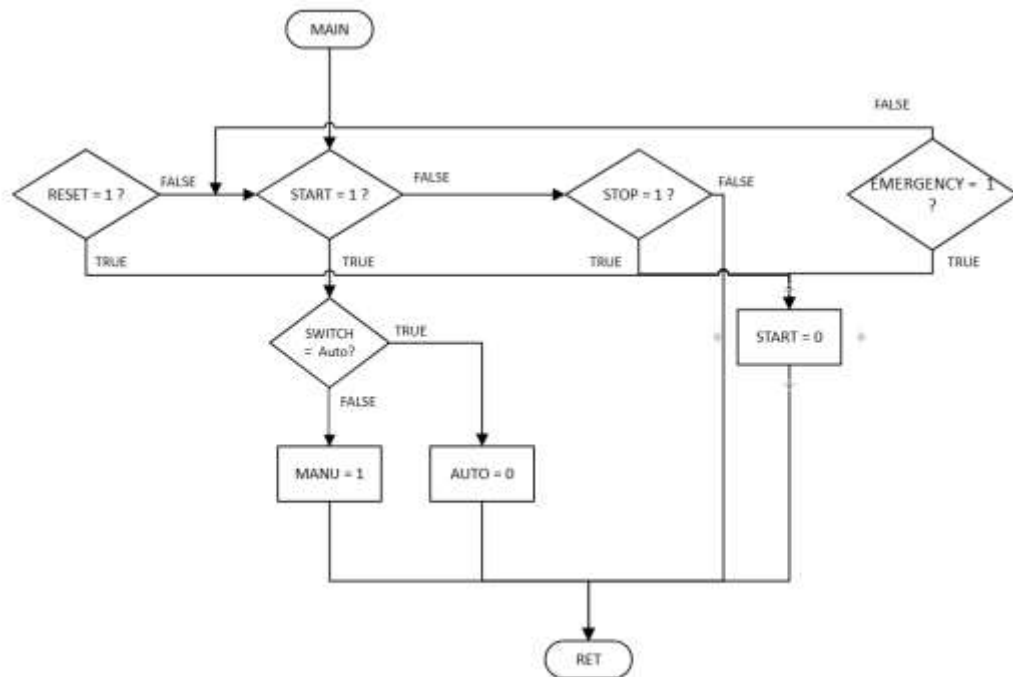 MAIN
FALSE
RESET = 1 ?
FALSE
START = 1 ?
FALSE
STOP = 1 ?
FALSE
EMERGENCY = 1
?
TRUE
TRUE
TRUE
TRUE
SWITCH
= Auto?
TRUE
START = 0
FALSE
MANU = 1
AUTO = 0
RET